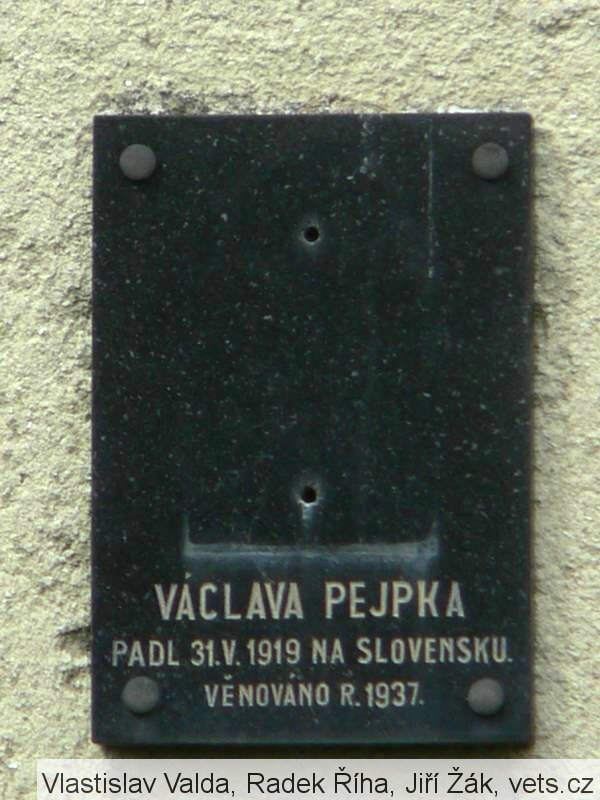 VÁCLAVA PEJPKA
PADL 31.V.1919 NA SLOVENSKU.
VĚNOVÁNO R.1937.
Vlastislav Valda, Radek Říha, Jiří Žák, vets.cz